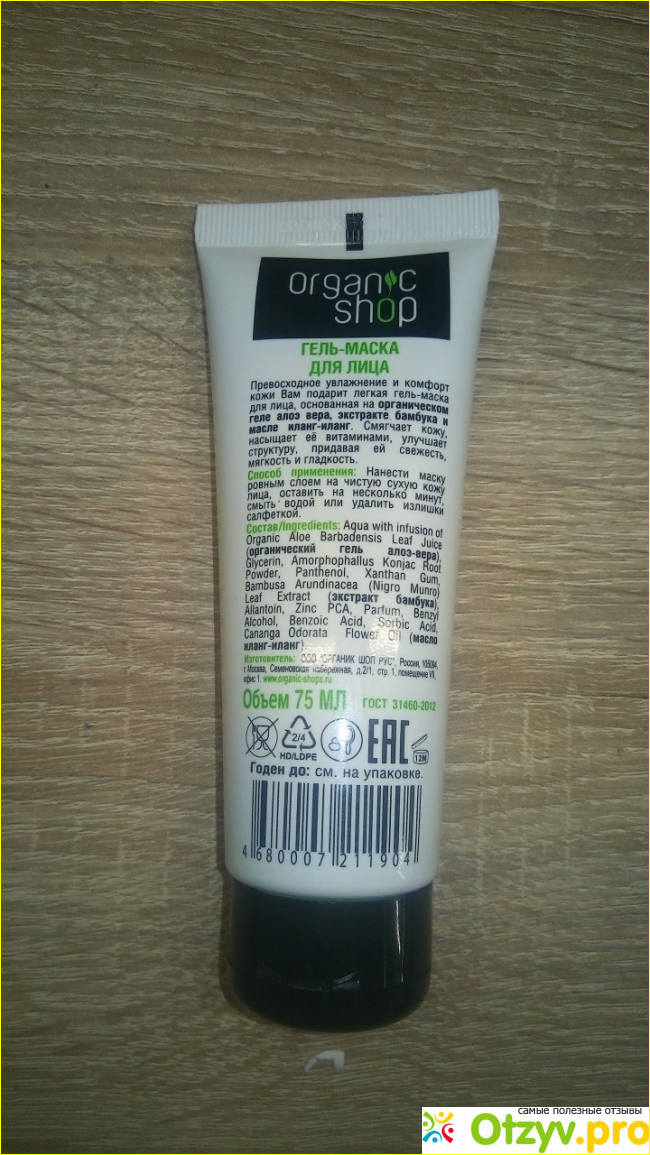 organic
shop
ГЕЛЬ-МАСКА
ДЛЯ ЛИЦА
Превосходное увлажнение и комфорт
кожи Вам подарит легкая гель-маска
для лица, основанная на органическом
геле алоэ вера, экстракте бамбука и
масле иланг-иланг. Смягчает кожу,
насыщает её витаминами, улучшает
структуру, придавая ей свежесть,
мягкость и гладкость.
Способ применения: Нанести маску
ровным слоем на чистую сухую кожу
лица, оставить на несколько минут,
смыть водой или удалить излишки
салфеткой.
Состав/Ingredients: Aqua with infusion of
Organic Aloe Barbadensis Leaf Juice
(органический гель алоэ-вера),
Glycerin, Amorphophallus Konjac Root
Powder, Panthenol, Xanthan Gum,
Bambusa Arundinacea (Nigro Munro)
Leaf Extract (экстракт бамбука),
Allantoin, Zinc PCA, Parfum, Benzyl
Alcohol, Benzoic Acid, Sorbic Acid,
Cananga Odorata Flower Oil (масло
иланг-иланг)
Изготовитель: ООО "ОРГАНИК ШОП РУС", Россия, 105094,
г. Москва, Семеновская набережная, д.2/1, стр. 1, помещение VII,
офис 1. www.organic-shops.ru
Объем 75 МЛ ГОСТ 31460-2012
2/4
HD/LDPE
EAC
12M
Годен до: см. на упаковке.
4 680007 211904
самые полезные отзывы
Otzyv.pro